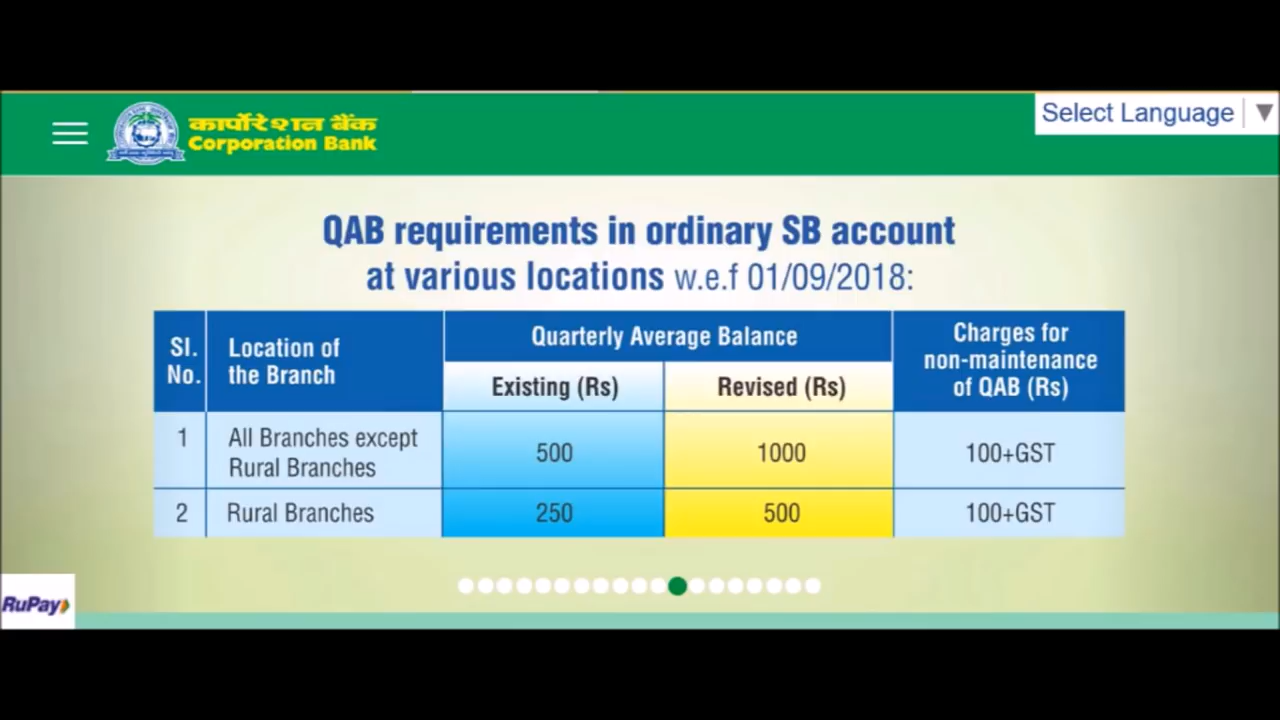 कार्पोरेशन बैंक
Corporation Bank
Select Language
QAB requirements in ordinary SB account
at various locations w.e.f 01/09/2018:
Sl. No.
Location of the Branch
Quarterly Average Balance
Existing (Rs)
Revised (Rs)
Charges for non-maintenance of QAB (Rs)
1
All Branches except
Rural Branches
500
1000
100+GST
2
Rural Branches
250
500
100+GST
RuPay